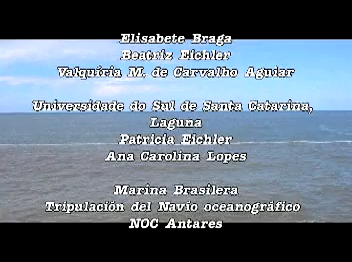 Elisabete Braga
Beatriz Eichler
Valquíria M. de Carvalho Aguiar
Universidade do Sul de Santa Catarina,
Laguna
Patricia Eichler
Ana Carolina Lopes
Marina Brasilera
Tripulación del Navio oceanográfico
NOC Antares